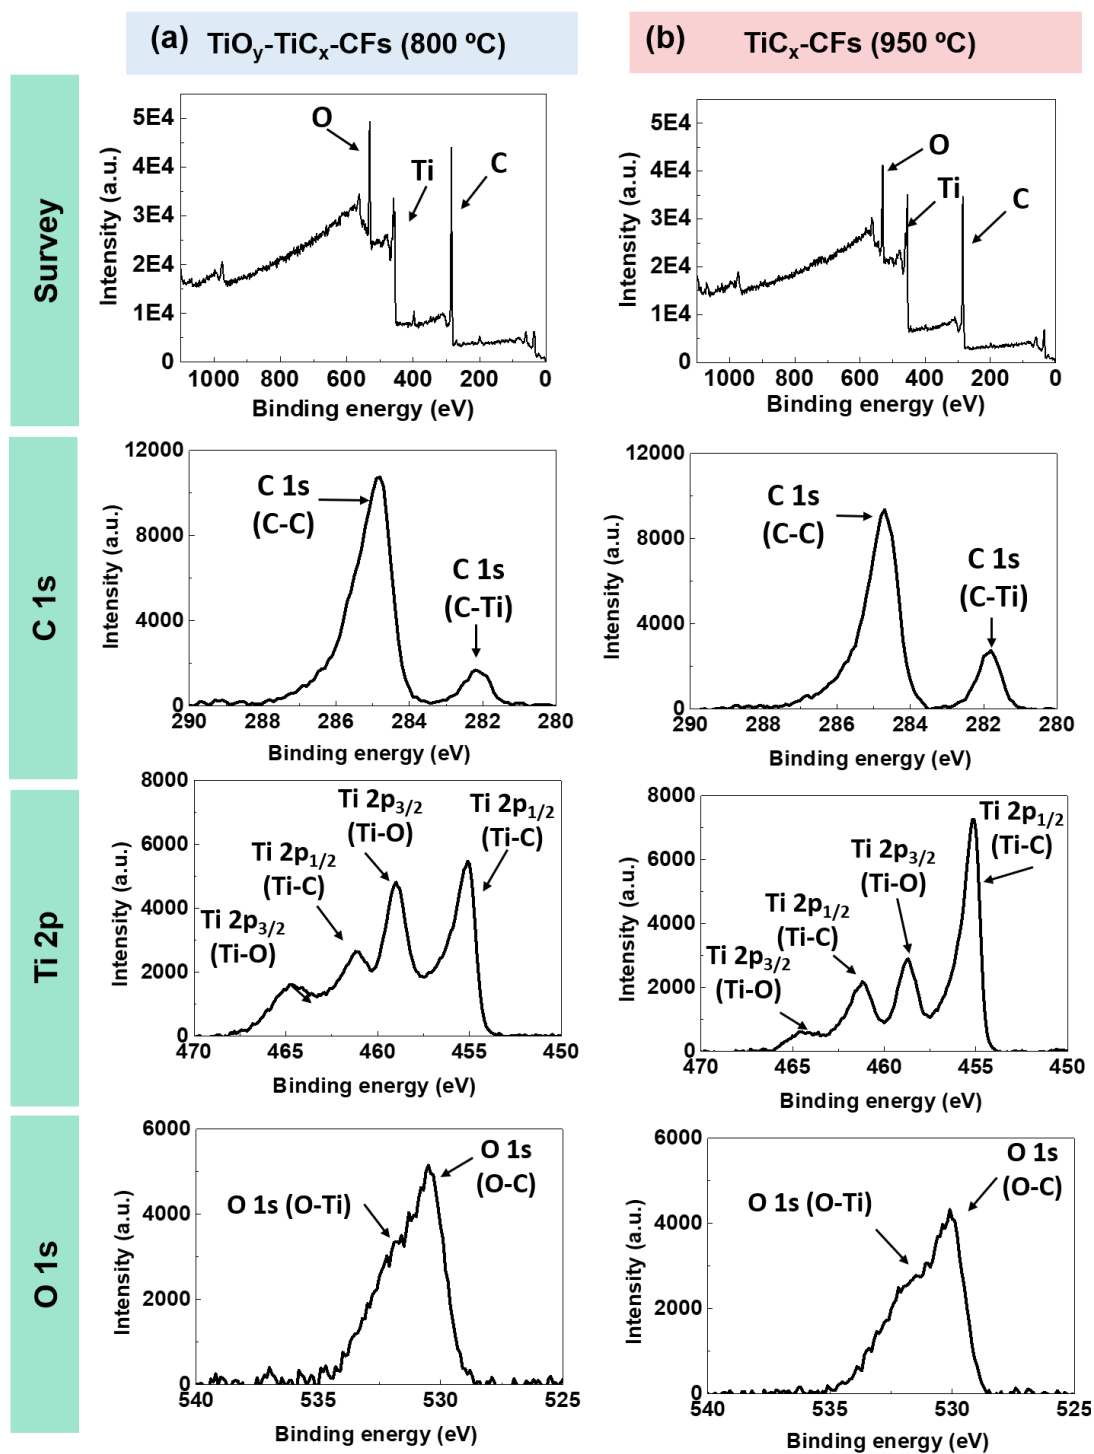 (a) TiOy-TiCx-CFs (800 ºC)
(b) TiCx-CFs (950 ºC)
Survey
Intensity (a.u.)
5E4
4E4
3E4
2E4
1E4
0
O
Ti
C
1000 800 600 400 200 0
Binding energy (eV)
Intensity (a.u.)
5E4
4E4
3E4
2E4
1E4
0
O
Ti
C
1000 800 600 400 200 0
Binding energy (eV)
C 1s
Intensity (a.u.)
12000
8000
4000
0
C 1s
(C-C)
C 1s
(C-Ti)
290 288 286 284 282 280
Binding energy (eV)
Intensity (a.u.)
12000
8000
4000
0
C 1s
(C-C)
C 1s
(C-Ti)
290 288 286 284 282 280
Binding energy (eV)
Ti 2p
Intensity (a.u.)
8000
6000
4000
2000
0
Ti 2p3/2
(Ti-O)
Ti 2p1/2
(Ti-C)
Ti 2p3/2
(Ti-O)
Ti 2p1/2
(Ti-C)
470 465 460 455 450
Binding energy (eV)
Intensity (a.u.)
8000
6000
4000
2000
0
Ti 2p3/2
(Ti-O)
Ti 2p1/2
(Ti-C)
Ti 2p3/2
(Ti-O)
Ti 2p1/2
(Ti-C)
470 465 460 455 450
Binding energy (eV)
O 1s
Intensity (a.u.)
6000
4000
2000
0
O 1s (O-Ti)
O 1s
(O-C)
540 535 530 525
Binding energy (eV)
Intensity (a.u.)
6000
4000
2000
0
O 1s (O-Ti)
O 1s
(O-C)
540 535 530 525
Binding energy (eV)